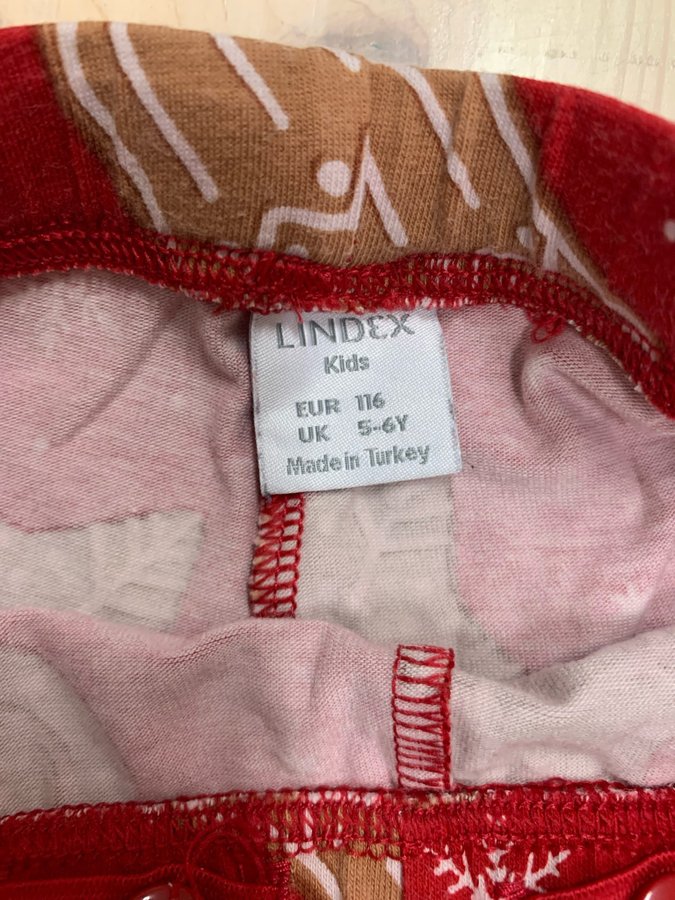 LINDEX
Kids
EUR 116
UK 5-6Y
Made in Turkey